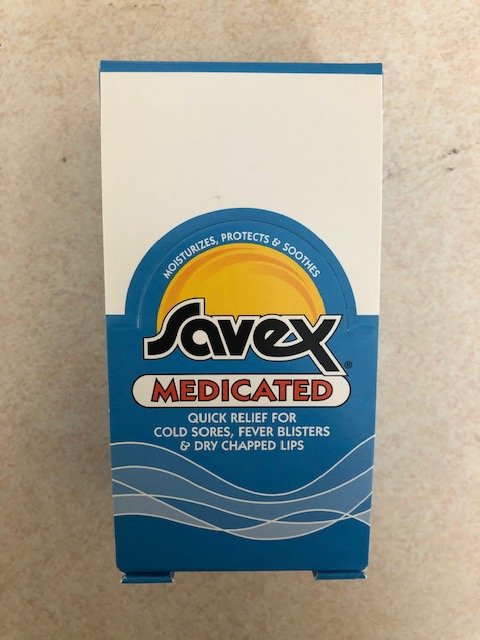 MOISTURIZES, PROTECTS & SOOTHES
Savex®
MEDICATED
QUICK RELIEF FOR
COLD SORES, FEVER BLISTERS
& DRY CHAPPED LIPS